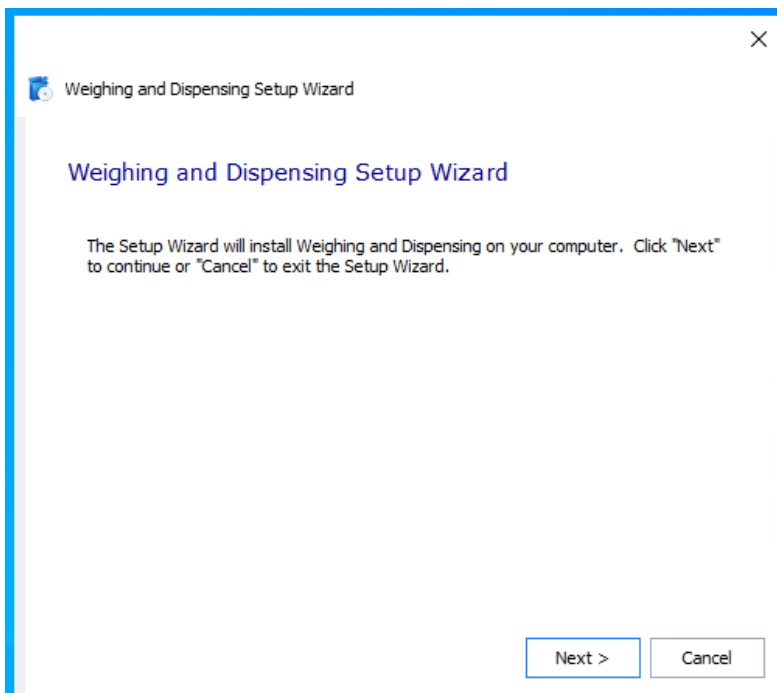 Weighing and Dispensing Setup Wizard
Weighing and Dispensing Setup Wizard
The Setup Wizard will install Weighing and Dispensing on your computer.  Click "Next"
to continue or "Cancel" to exit the Setup Wizard.
Next >
Cancel